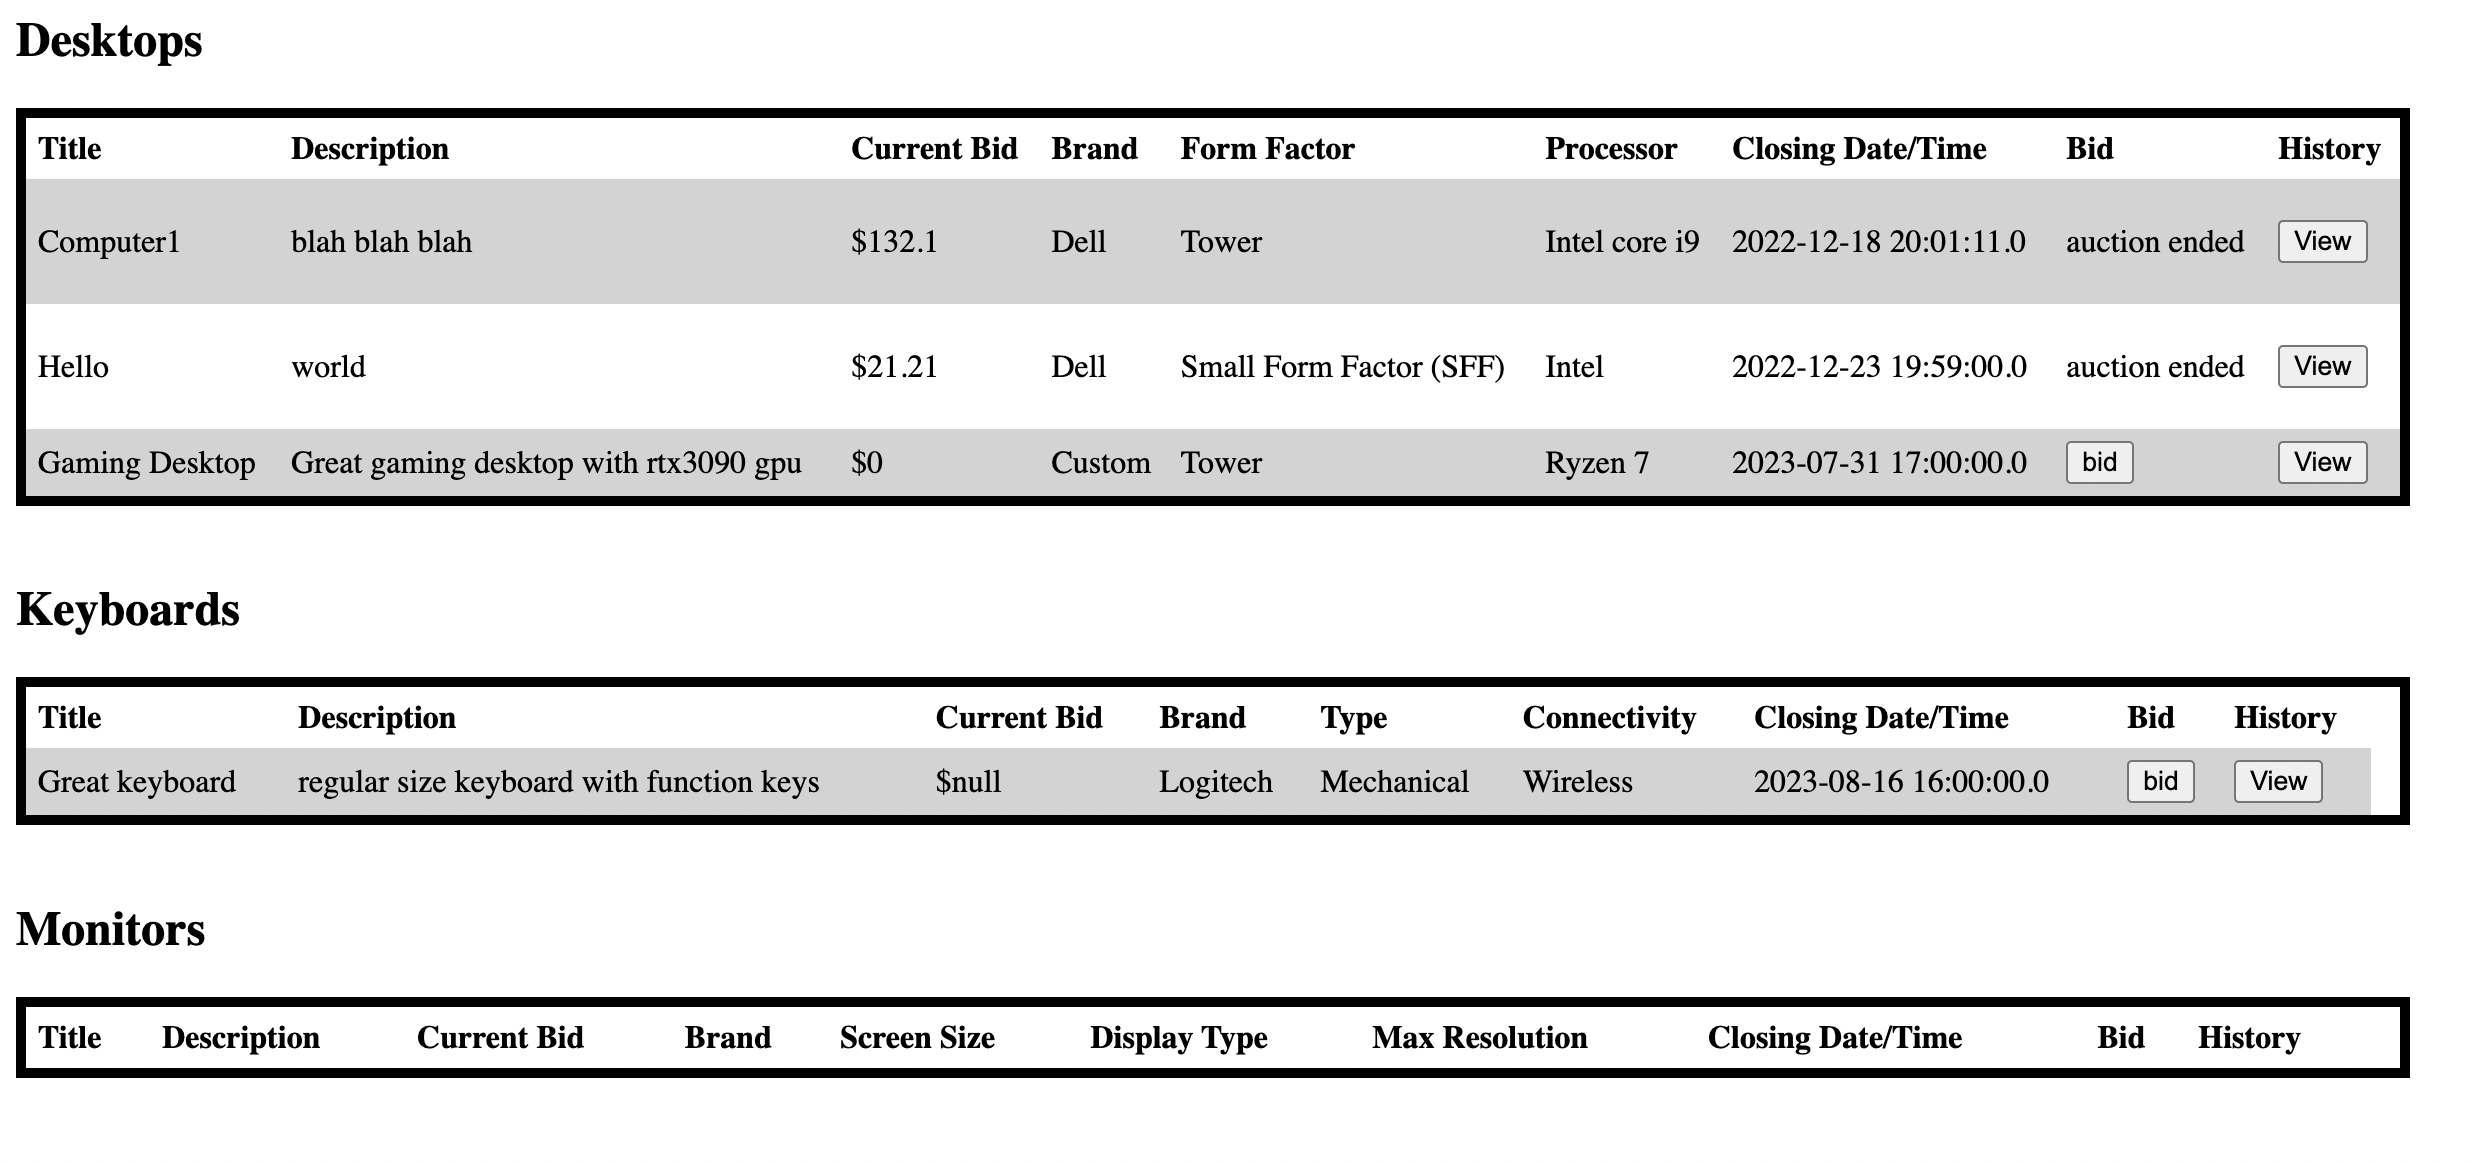 Desktops
Title Description Current Bid Brand Form Factor Processor Closing Date/Time Bid History
Computer1 blah blah blah $132.1 Dell Tower Intel core i9 2022-12-18 20:01:11.0 auction ended View
Hello world $21.21 Dell Small Form Factor (SFF) Intel 2022-12-23 19:59:00.0 auction ended View
Gaming Desktop Great gaming desktop with rtx3090 gpu $0 Custom Tower Ryzen 7 2023-07-31 17:00:00.0 bid View
Keyboards
Title Description Current Bid Brand Type Connectivity Closing Date/Time Bid History
Great keyboard regular size keyboard with function keys $null Logitech Mechanical Wireless 2023-08-16 16:00:00.0 bid View
Monitors
Title Description Current Bid Brand Screen Size Display Type Max Resolution Closing Date/Time Bid History